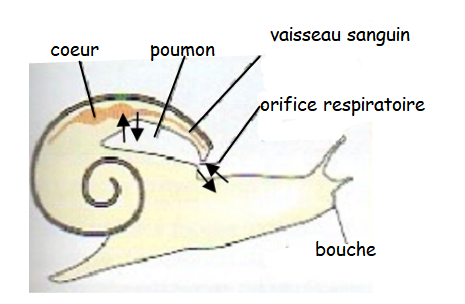 vaisseau sanguin
coeur
poumon
orifice respiratoire
bouche